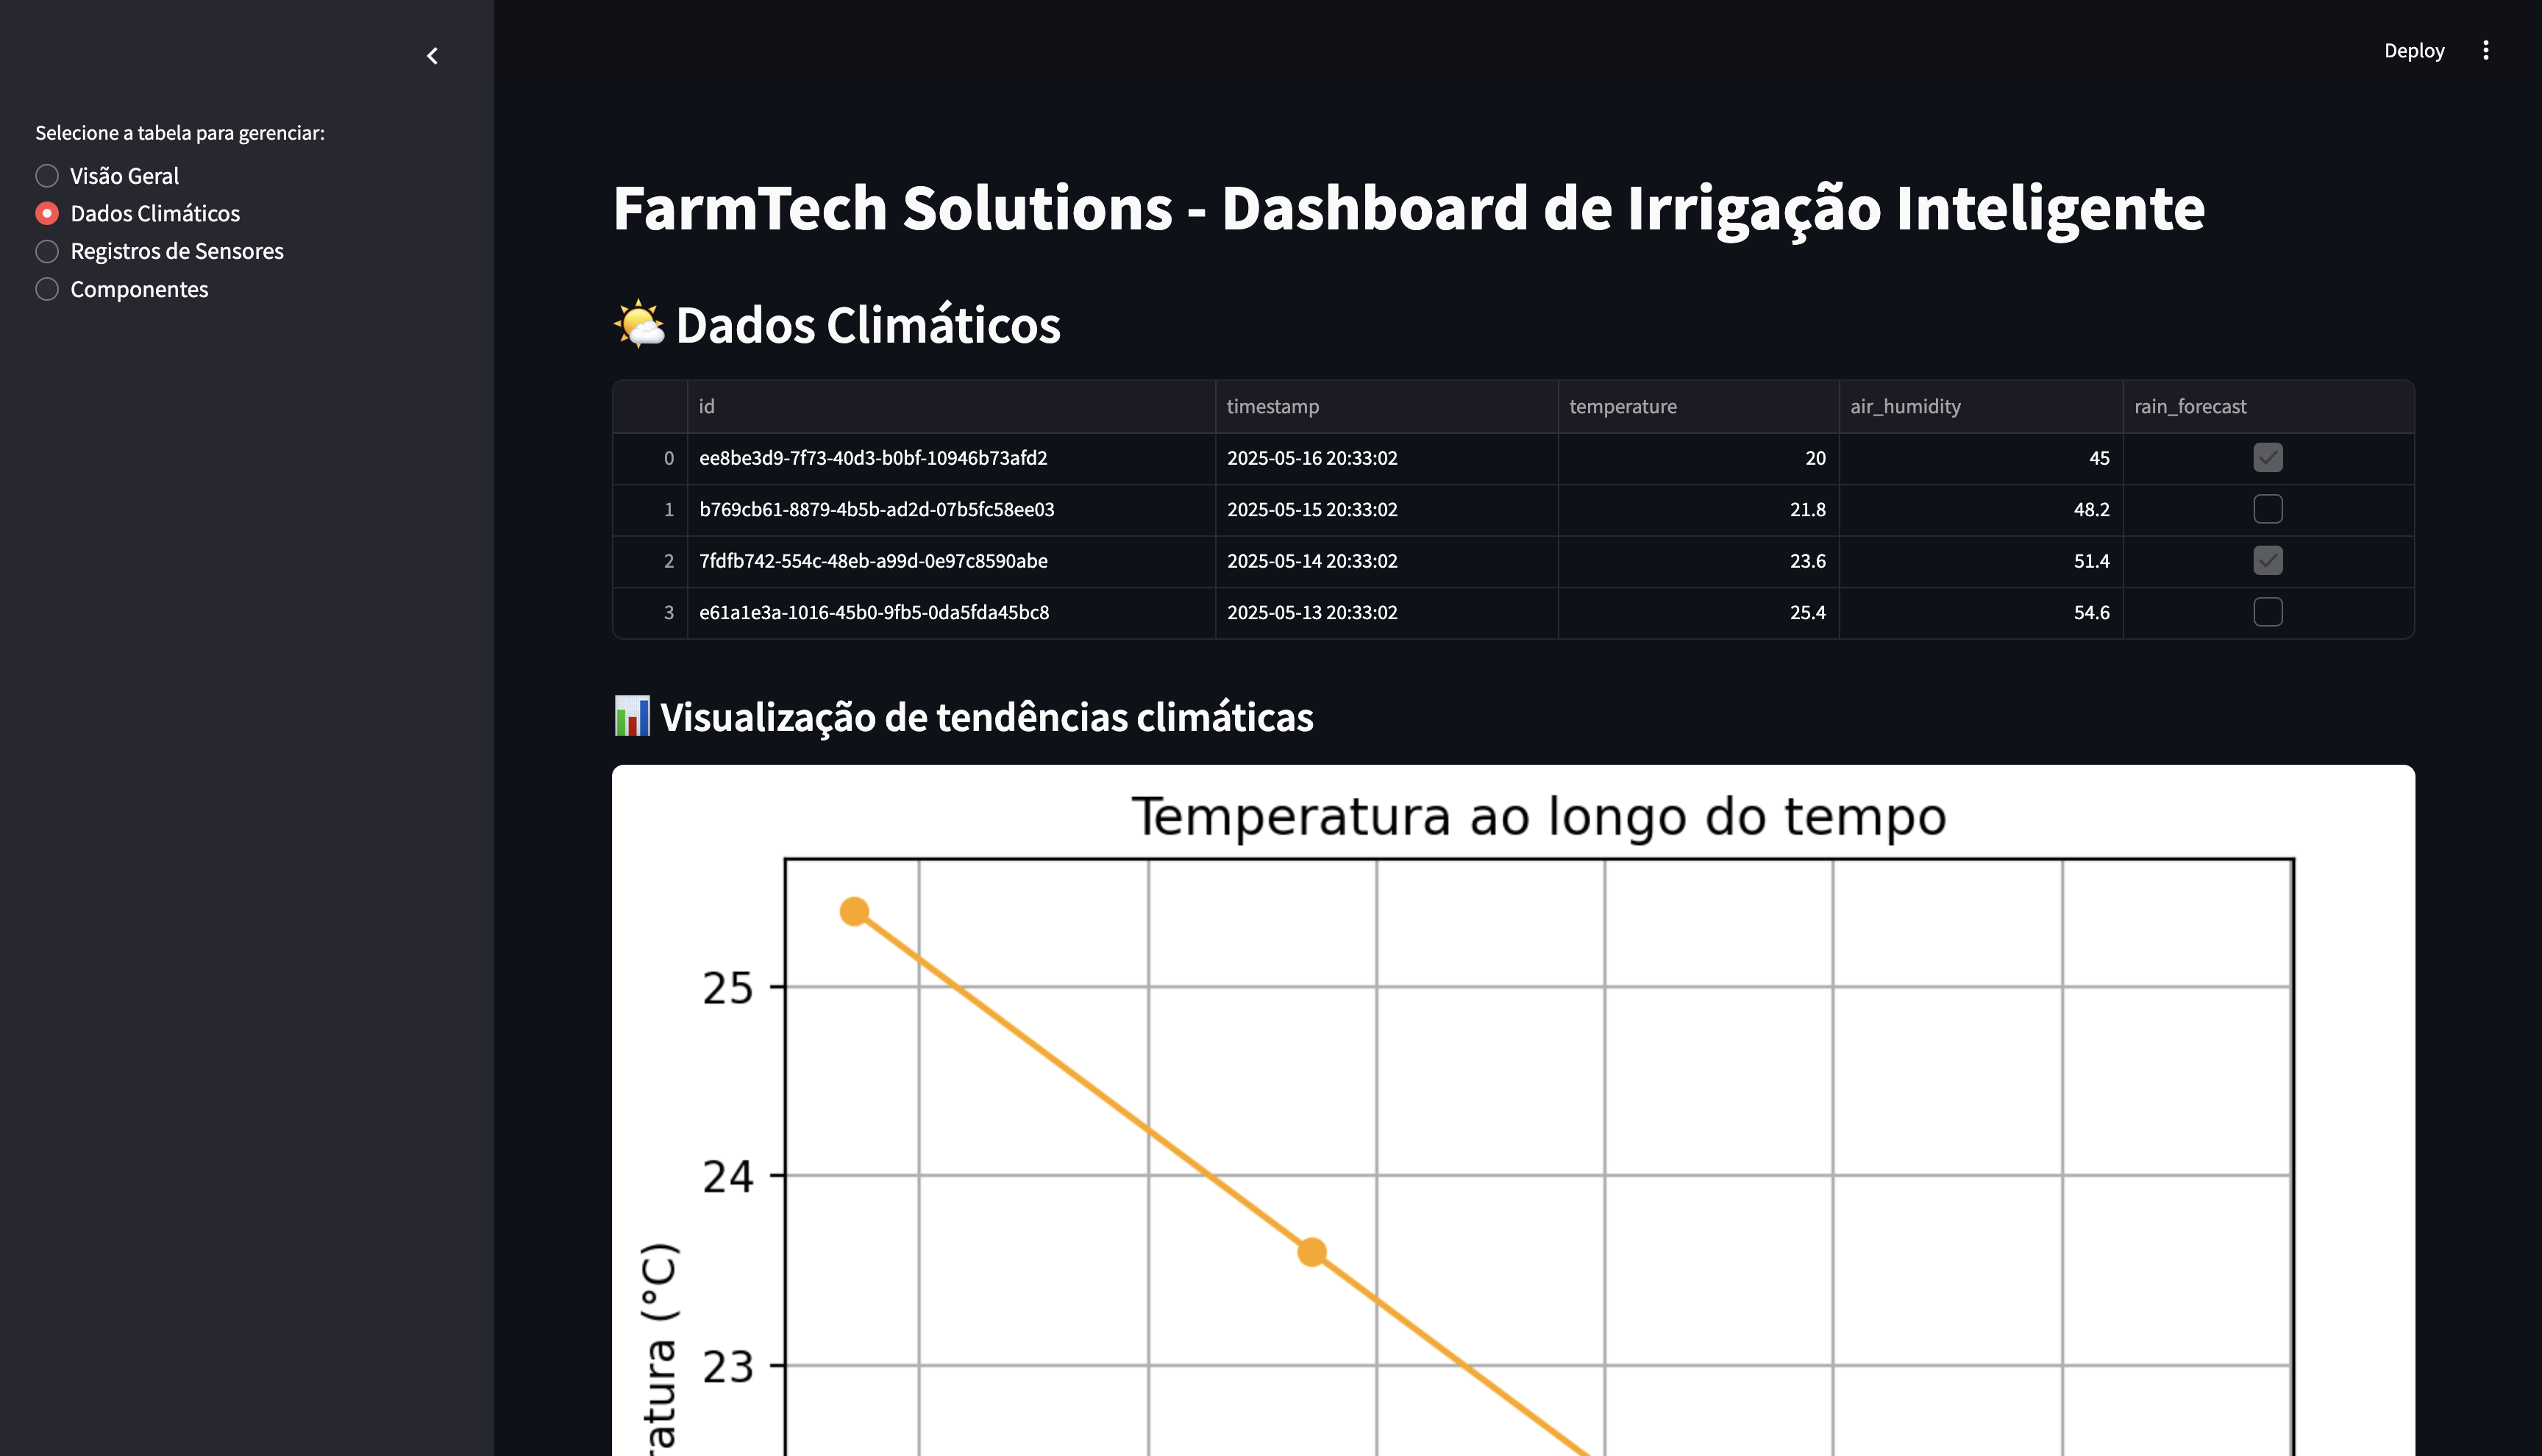 Deploy
Selecione a tabela para gerenciar:
Visão Geral
Dados Climáticos
Registros de Sensores
Componentes
FarmTech Solutions - Dashboard de Irrigação Inteligente
Dados Climáticos
id timestamp temperature air_humidity rain_forecast
0 ee8be3d9-7f73-40d3-b0bf-10946b73afd2 2025-05-16 20:33:02 20 45
1 b769cb61-8879-4b5b-ad2d-07b5fc58ee03 2025-05-15 20:33:02 21.8 48.2
2 7fdfb742-554c-48eb-a99d-0e97c8590abe 2025-05-14 20:33:02 23.6 51.4
3 e61a1e3a-1016-45b0-9fb5-0da5fda45bc8 2025-05-13 20:33:02 25.4 54.6
Visualização de tendências climáticas
Temperatura ao longo do tempo
25
24
23
ratura (°C)